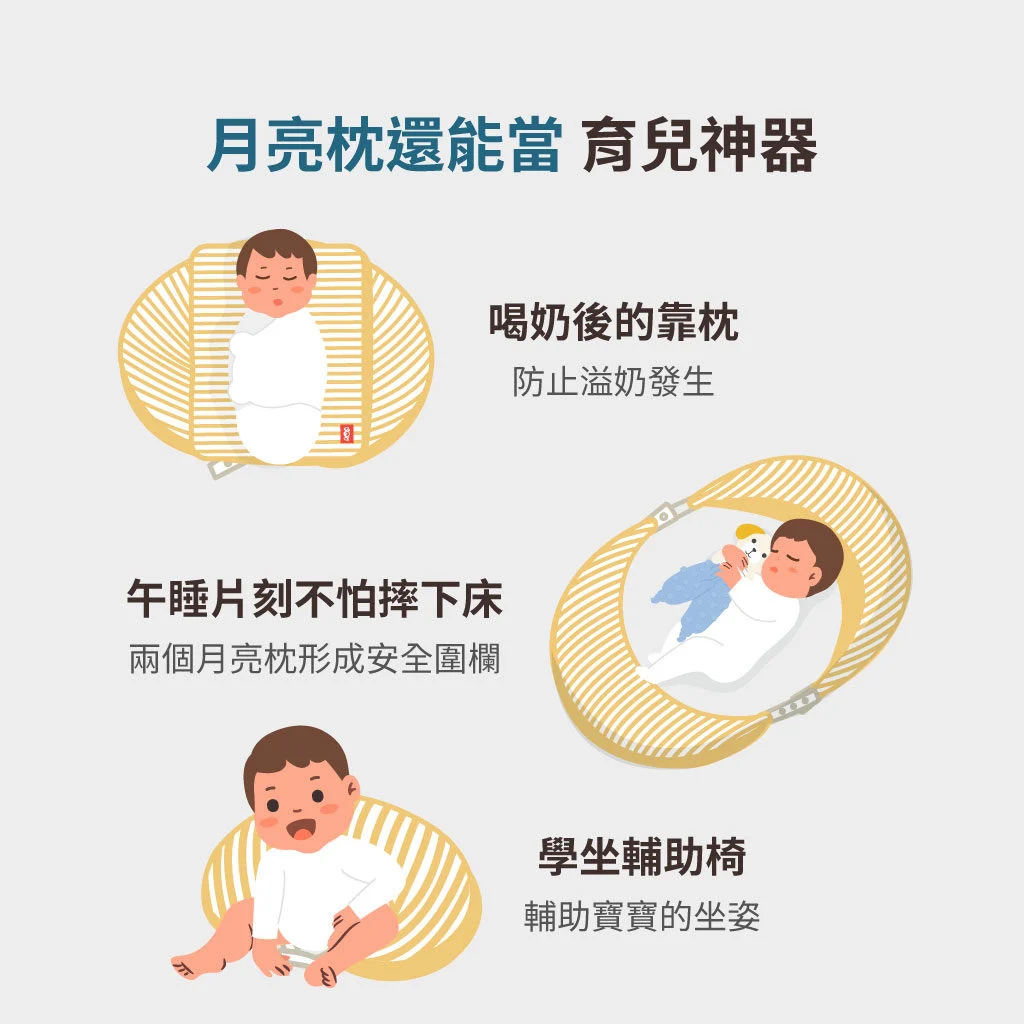 月亮枕還能當 育兒神器
喝奶後的靠枕
防止溢奶發生
午睡片刻不怕摔下床
兩個月亮枕形成安全圍欄
學坐輔助椅
輔助寶寶的坐姿